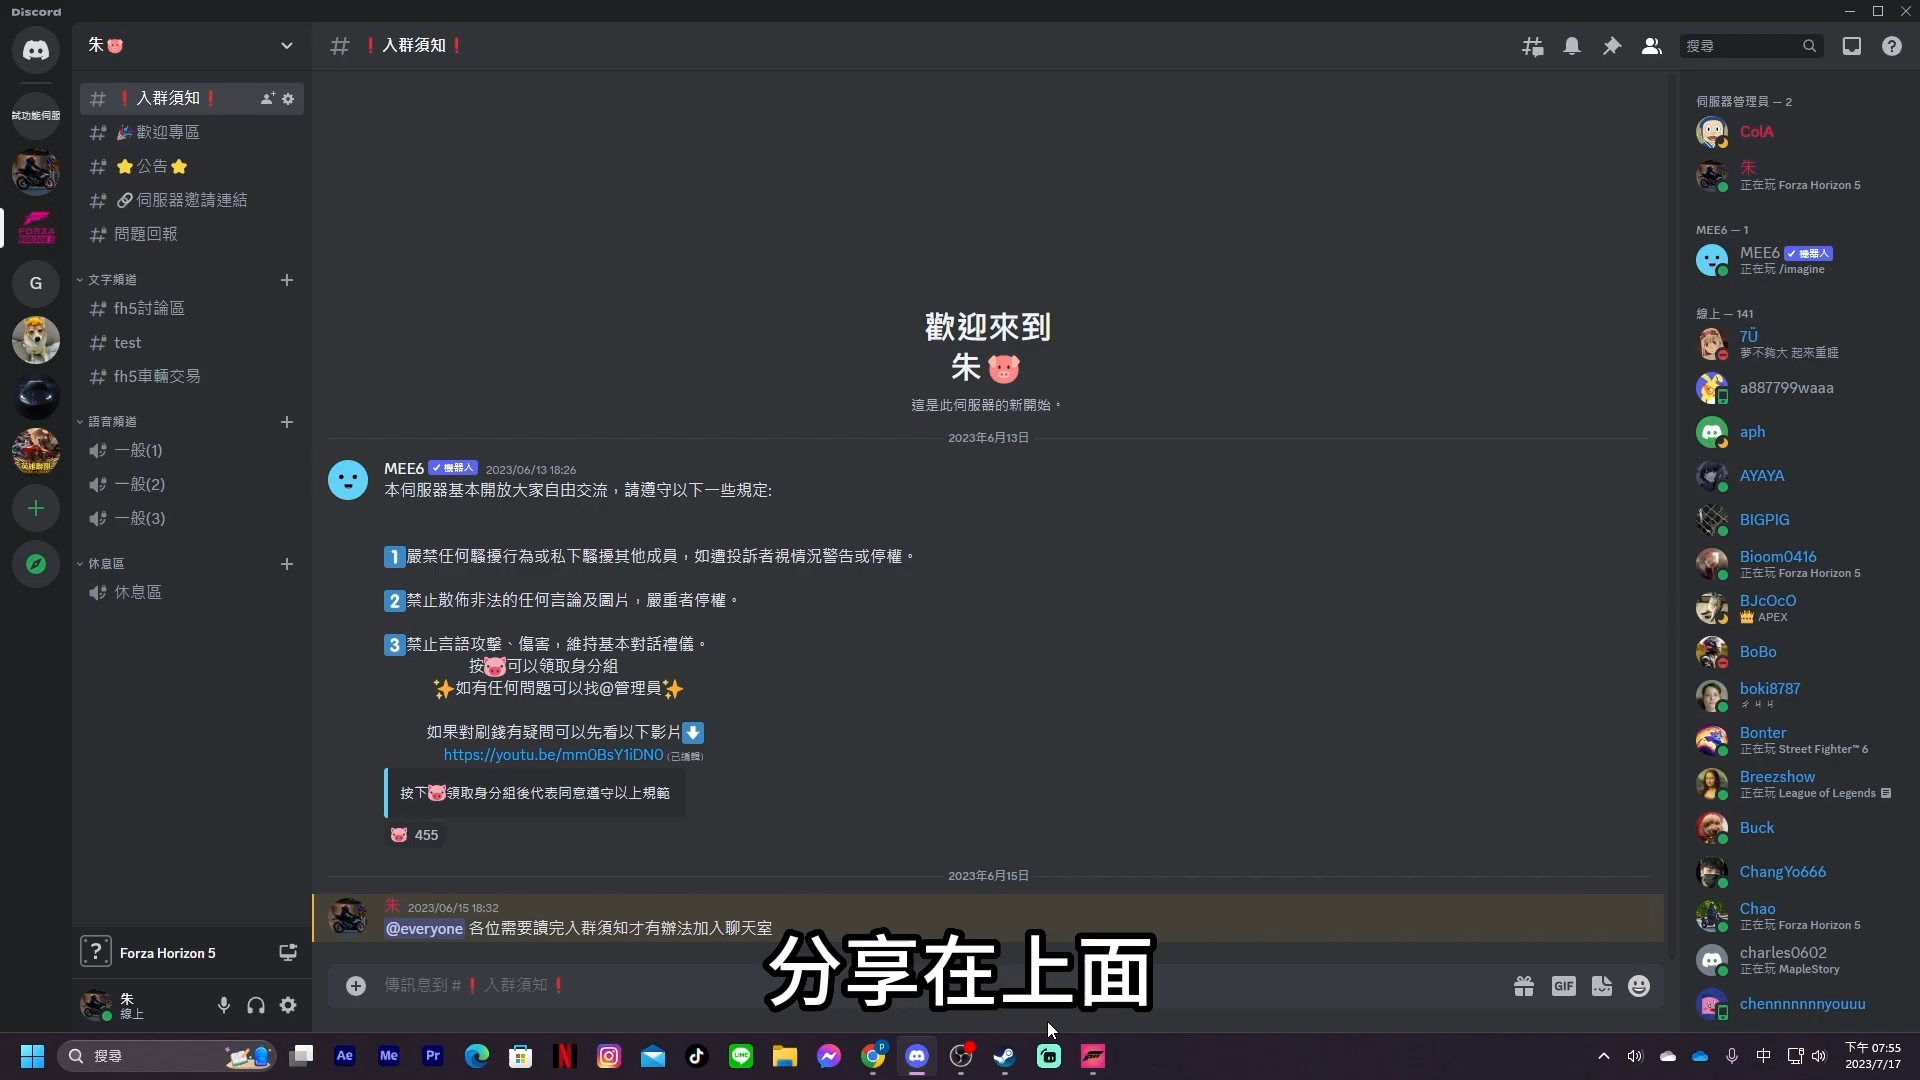 Discord
朱🐷
# ❗入群須知❗
搜尋
試功能伺服
FORZA
HORIZON 5
G
英雄聯盟
❗入群須知❗
🎉歡迎專區
⭐公告⭐
🔗伺服器邀請連結
問題回報
文字頻道
fh5討論區
test
fh5車輛交易
語音頻道
一般(1)
一般(2)
一般(3)
休息區
休息區
? Forza Horizon 5
朱
線上
歡迎來到
朱🐷
這是此伺服器的新開始。
2023年6月13日
MEE6 ✓機器人 2023/06/13 18:26
本伺服器基本開放大家自由交流，請遵守以下一些規定:
1️⃣嚴禁任何騷擾行為或私下騷擾其他成員，如遭投訴者視情況警告或停權。
2️⃣禁止散佈非法的任何言論及圖片，嚴重者停權。
3️⃣禁止言語攻擊、傷害，維持基本對話禮儀。
按🐷可以領取身分組
✨如有任何問題可以找@管理員✨
如果對刷錢有疑問可以先看以下影片⬇️
https://youtu.be/mm0BsY1iDN0 (已編輯)
按下🐷領取身分組後代表同意遵守以上規範
🐷 455
2023年6月15日
朱 2023/06/15 18:32
@everyone 各位需要讀完入群須知才有辦法加入聊天室
分享在上面
傳訊息到 #❗入群須知❗
GIF
伺服器管理員 — 2
ColA
朱
正在玩 Forza Horizon 5
MEE6 — 1
MEE6 ✓機器人
正在玩 /imagine
線上 — 141
7Ü
夢不夠大 起來重睡
a887799waaa
aph
AYAYA
BIGPIG
Bioom0416
正在玩 Forza Horizon 5
BJcOcO
👑 APEX
BoBo
boki8787
ㄔㄐㄐ
Bonter
正在玩 Street Fighter™ 6
Breezshow
正在玩 League of Legends
Buck
ChangYo666
Chao
正在玩 Forza Horizon 5
charles0602
正在玩 MapleStory
chennnnnnyouuu
搜尋
Ae
Me
Pr
N
LINE
P
中
下午 07:55
2023/7/17